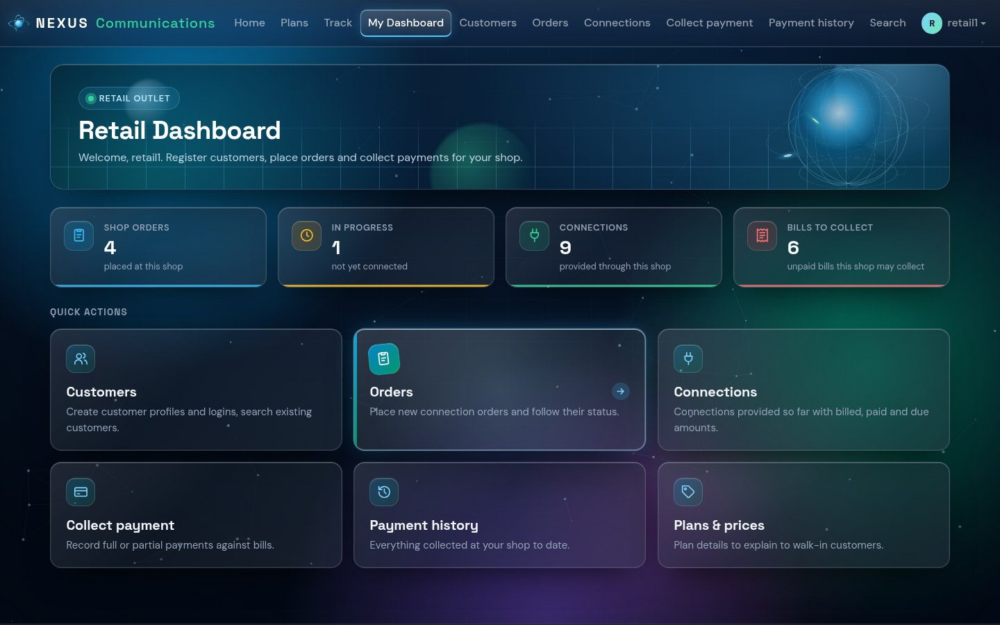 NEXUS Communications Home Plans Track My Dashboard Customers Orders Connections Collect payment Payment history Search R retail1
RETAIL OUTLET
Retail Dashboard
Welcome, retail1. Register customers, place orders and collect payments for your shop.
SHOP ORDERS
4
placed at this shop
IN PROGRESS
1
not yet connected
CONNECTIONS
9
provided through this shop
BILLS TO COLLECT
6
unpaid bills this shop may collect
QUICK ACTIONS
Customers
Create customer profiles and logins, search existing
customers.
Orders
Place new connection orders and follow their status.
Connections
Connections provided so far with billed, paid and due
amounts.
Collect payment
Record full or partial payments against bills.
Payment history
Everything collected at your shop to date.
Plans & prices
Plan details to explain to walk-in customers.